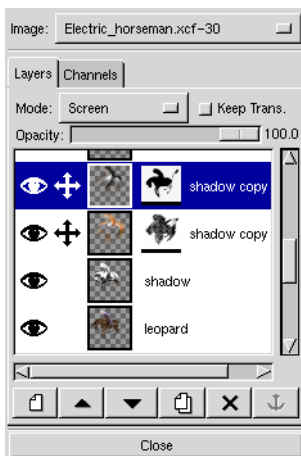 Image: Electric_horseman.xcf-30
Layers Channels
Mode: Screen Keep Trans.
Opacity: 100.0
shadow copy
shadow copy
shadow
leopard
Close